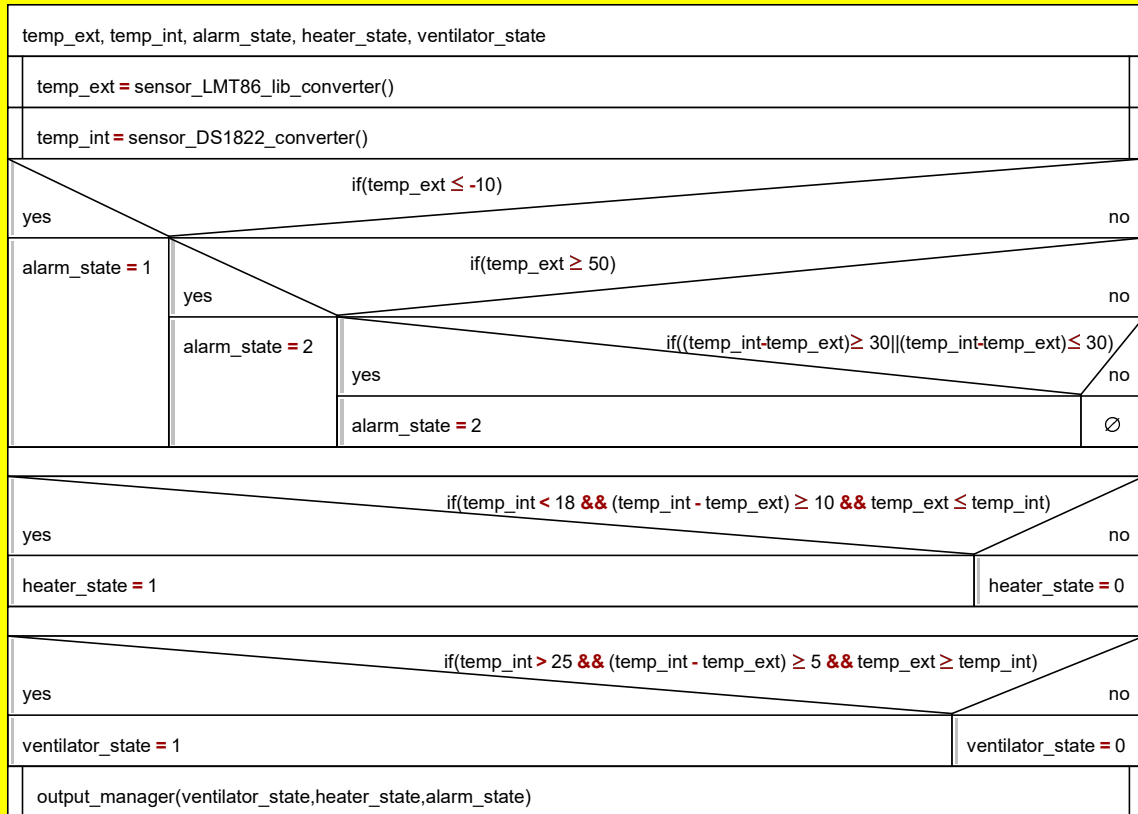 temp_ext, temp_int, alarm_state, heater_state, ventilator_state
temp_ext = sensor_LMT86_lib_converter()
temp_int = sensor_DS1822_converter()
if(temp_ext ≤ -10)
yes
no
alarm_state = 1
if(temp_ext ≥ 50)
yes
no
alarm_state = 2
if((temp_int-temp_ext)≥ 30||(temp_int-temp_ext)≤ 30)
yes
no
alarm_state = 2
∅
if(temp_int < 18 && (temp_int - temp_ext) ≥ 10 && temp_ext ≤ temp_int)
yes
no
heater_state = 1
heater_state = 0
if(temp_int > 25 && (temp_int - temp_ext) ≥ 5 && temp_ext ≥ temp_int)
yes
no
ventilator_state = 1
ventilator_state = 0
output_manager(ventilator_state,heater_state,alarm_state)